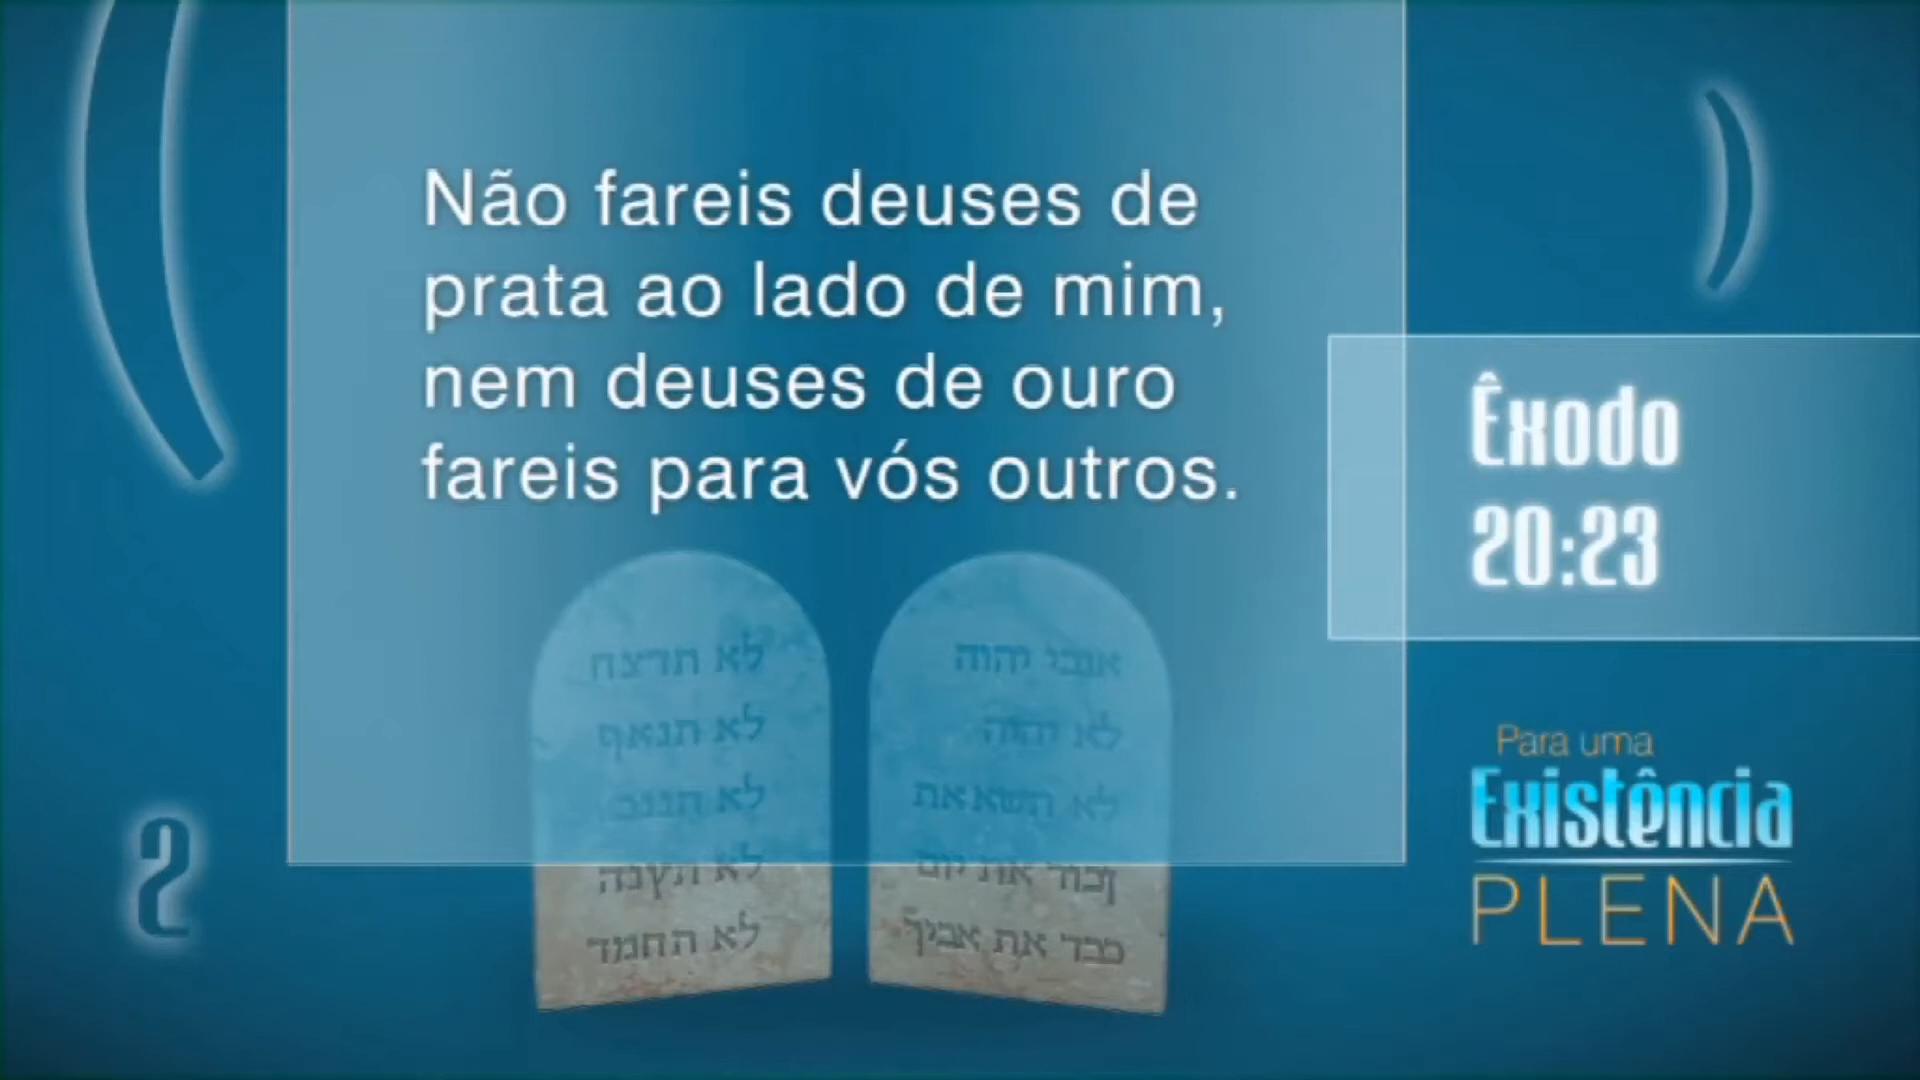 Não fareis deuses de
prata ao lado de mim,
nem deuses de ouro
fareis para vós outros.
Êxodo
20:23
אנכי יהוה
לא יהיה
לא תשא את
זכור את יום
כבד את אביך
לא תרצח
לא תנאף
לא תגנב
לא תענה
לא תחמד
2
Para uma
Existência
PLENA